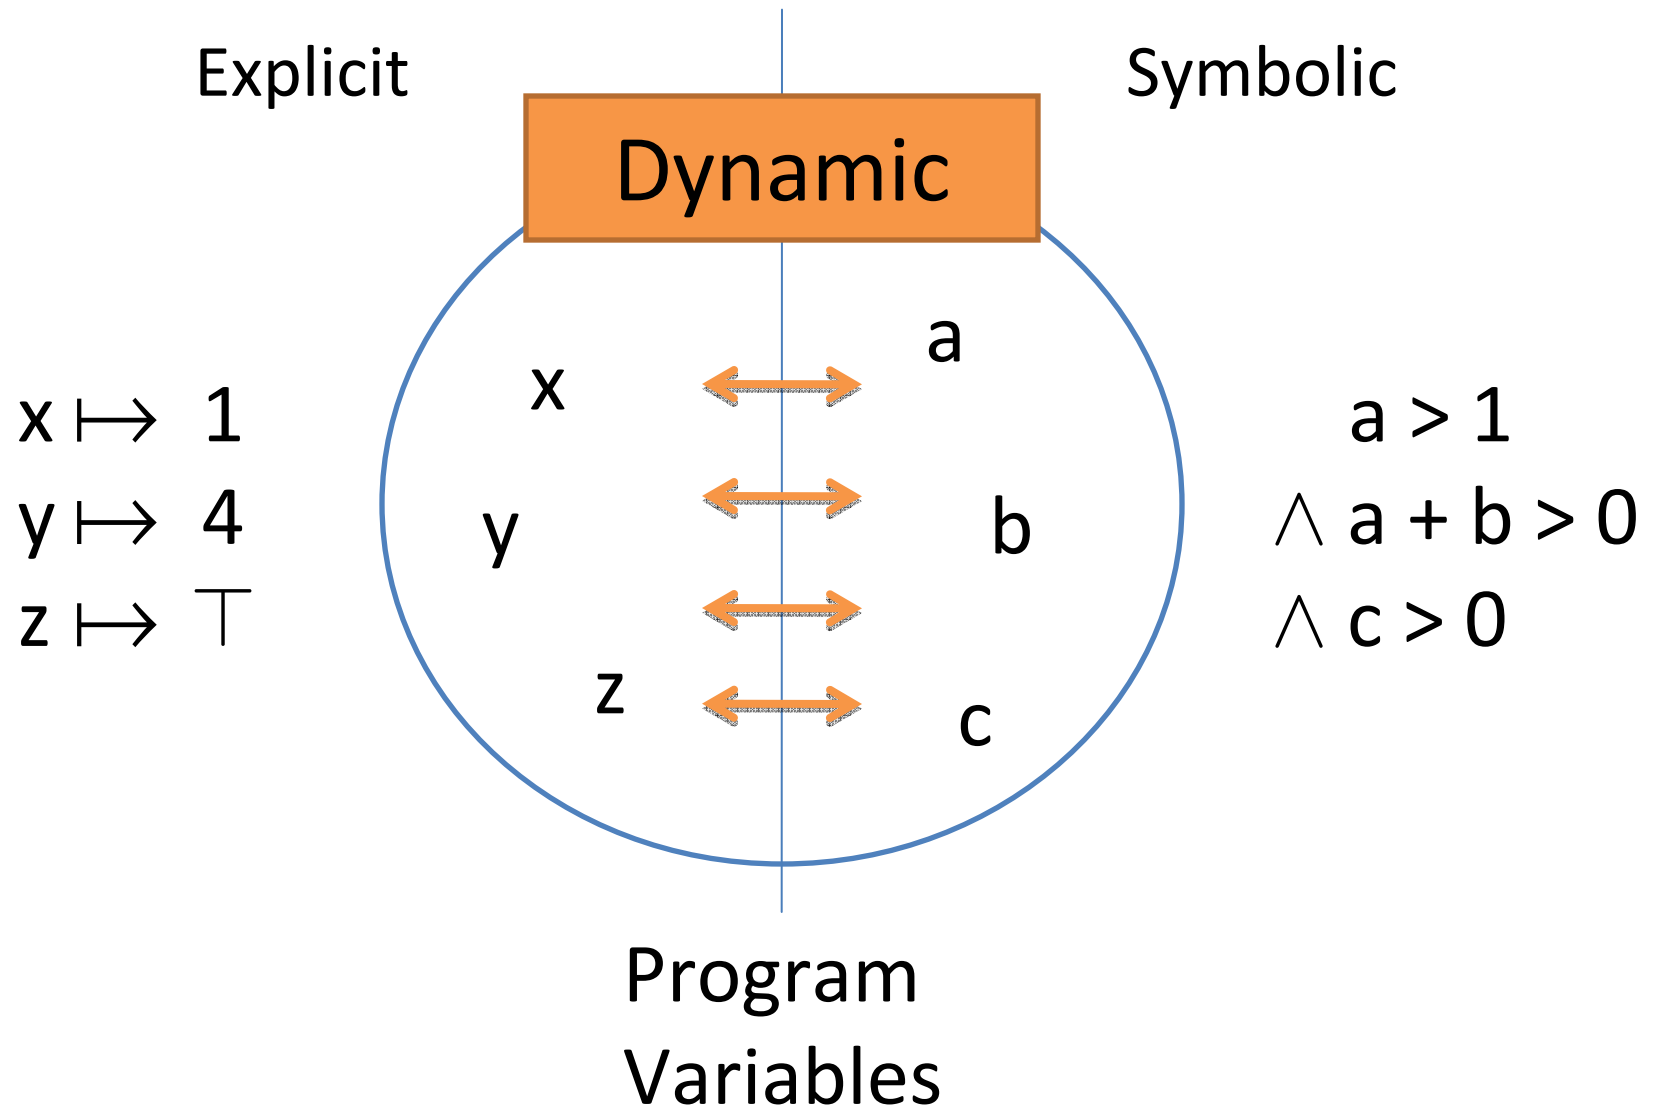 Explicit
Symbolic
Dynamic
x ↦ 1
y ↦ 4
z ↦ ⊤
x
y
z
a
b
c
a > 1
∧ a + b > 0
∧ c > 0
Program
Variables